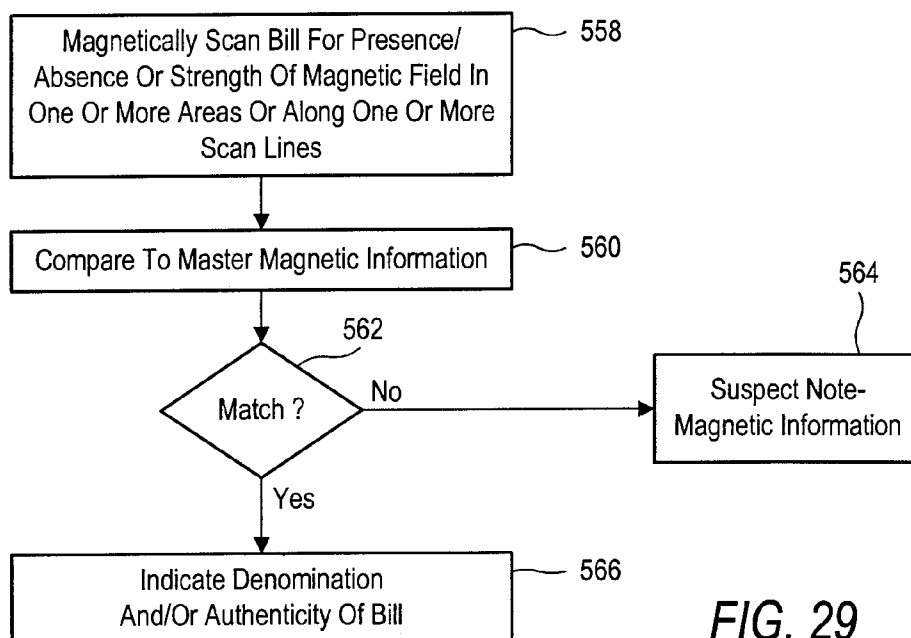 Magnetically Scan Bill For Presence/
Absence Or Strength Of Magnetic Field In
One Or More Areas Or Along One Or More
Scan Lines
558
Compare To Master Magnetic Information
560
562
Match ?
No
564
Suspect Note-
Magnetic Information
Yes
Indicate Denomination
And/Or Authenticity Of Bill
566
FIG. 29